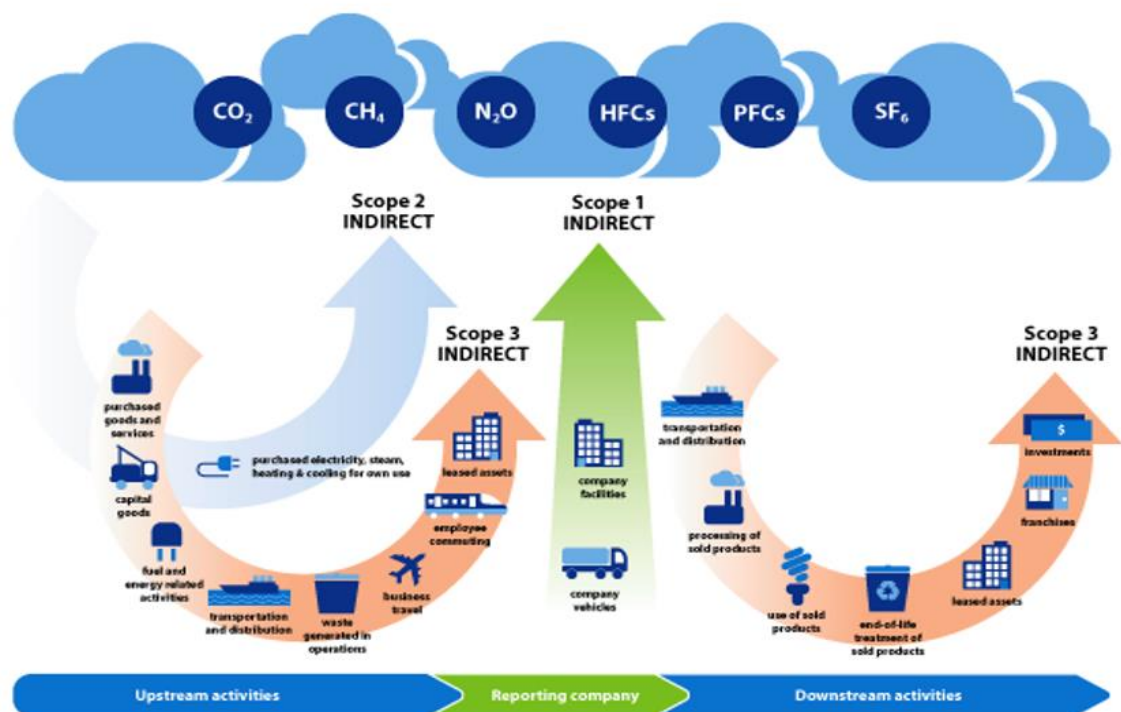 CO₂
CH₄
N₂O
HFCs
PFCs
SF₆
Scope 2
INDIRECT
Scope 1
INDIRECT
Scope 3
INDIRECT
Scope 3
INDIRECT
purchased
goods and
services
capital
goods
fuel and
energy related
activities
purchased electricity, steam,
heating & cooling for own use
transportation
and distribution
waste
generated in
operations
business
travel
employee
commuting
leased assets
company
facilities
company
vehicles
transportation
and distribution
processing of
sold products
use of sold
products
end-of-life
treatment of
sold products
leased assets
franchises
$
investments
Upstream activities
Reporting company
Downstream activities